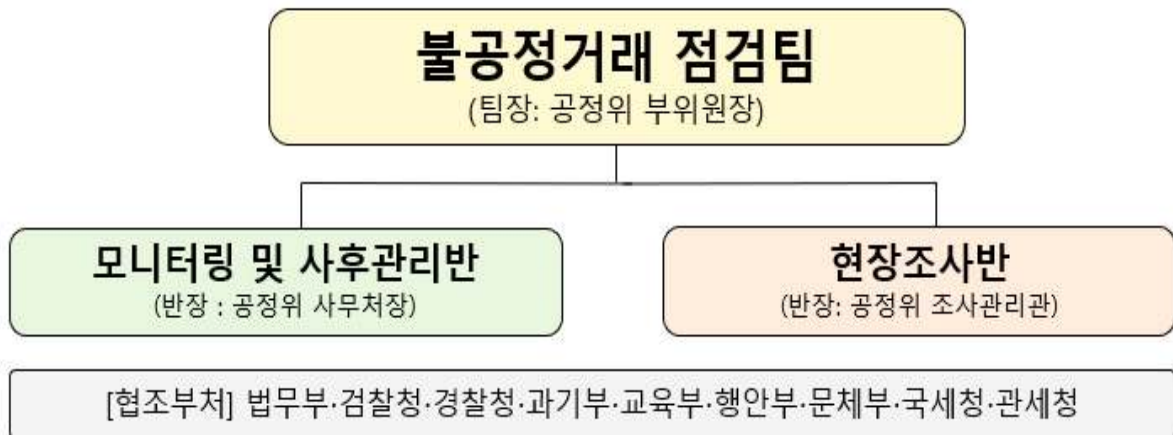 불공정거래 점검팀
(팀장: 공정위 부위원장)
모니터링 및 사후관리반
(반장 : 공정위 사무처장)
현장조사반
(반장: 공정위 조사관리관)
[협조부처] 법무부·검찰청·경찰청·과기부·교육부·행안부·문체부·국세청·관세청